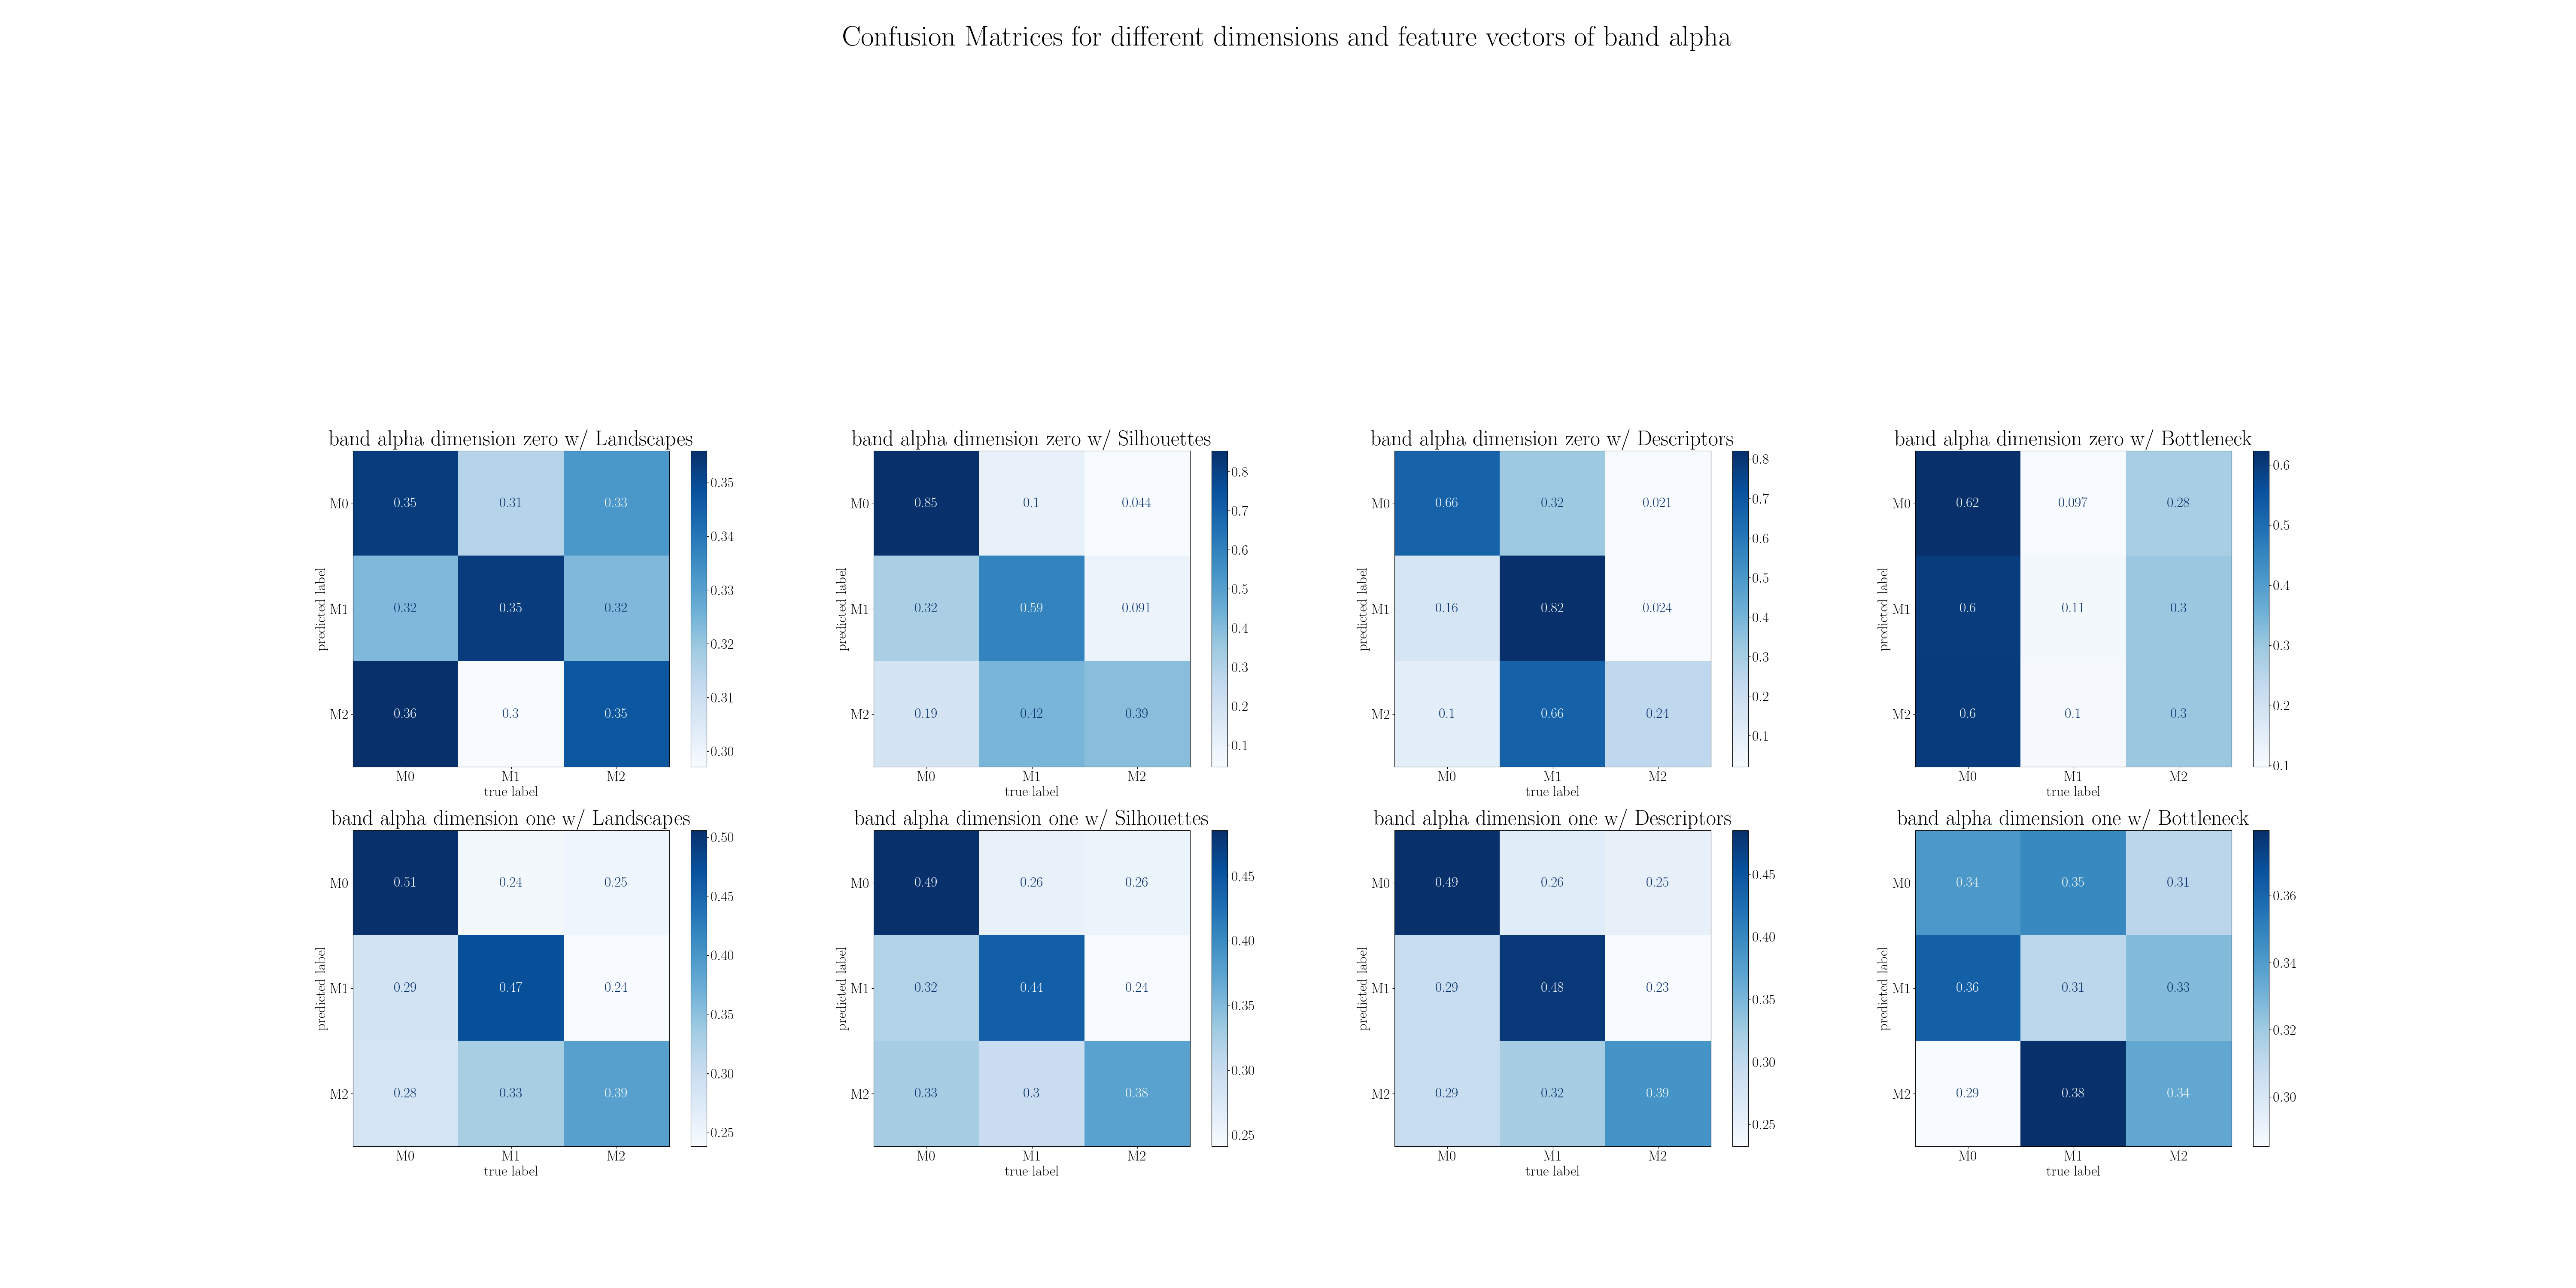 Confusion Matrices for different dimensions and feature vectors of band alpha
band alpha dimension zero w/ Landscapes
predicted label
M0 0.35 0.31 0.33
M1 0.32 0.35 0.32
M2 0.36 0.3 0.35
M0 M1 M2
true label
0.35
0.34
0.33
0.32
0.31
0.30
band alpha dimension zero w/ Silhouettes
predicted label
M0 0.85 0.1 0.044
M1 0.32 0.59 0.091
M2 0.19 0.42 0.39
M0 M1 M2
true label
0.8
0.7
0.6
0.5
0.4
0.3
0.2
0.1
band alpha dimension zero w/ Descriptors
predicted label
M0 0.66 0.32 0.021
M1 0.16 0.82 0.024
M2 0.1 0.66 0.24
M0 M1 M2
true label
0.8
0.7
0.6
0.5
0.4
0.3
0.2
0.1
band alpha dimension zero w/ Bottleneck
predicted label
M0 0.62 0.097 0.28
M1 0.6 0.11 0.3
M2 0.6 0.1 0.3
M0 M1 M2
true label
0.6
0.5
0.4
0.3
0.2
0.1
band alpha dimension one w/ Landscapes
predicted label
M0 0.51 0.24 0.25
M1 0.29 0.47 0.24
M2 0.28 0.33 0.39
M0 M1 M2
true label
0.50
0.45
0.40
0.35
0.30
0.25
band alpha dimension one w/ Silhouettes
predicted label
M0 0.49 0.26 0.26
M1 0.32 0.44 0.24
M2 0.33 0.3 0.38
M0 M1 M2
true label
0.45
0.40
0.35
0.30
0.25
band alpha dimension one w/ Descriptors
predicted label
M0 0.49 0.26 0.25
M1 0.29 0.48 0.23
M2 0.29 0.32 0.39
M0 M1 M2
true label
0.45
0.40
0.35
0.30
0.25
band alpha dimension one w/ Bottleneck
predicted label
M0 0.34 0.35 0.31
M1 0.36 0.31 0.33
M2 0.29 0.38 0.34
M0 M1 M2
true label
0.36
0.34
0.32
0.30